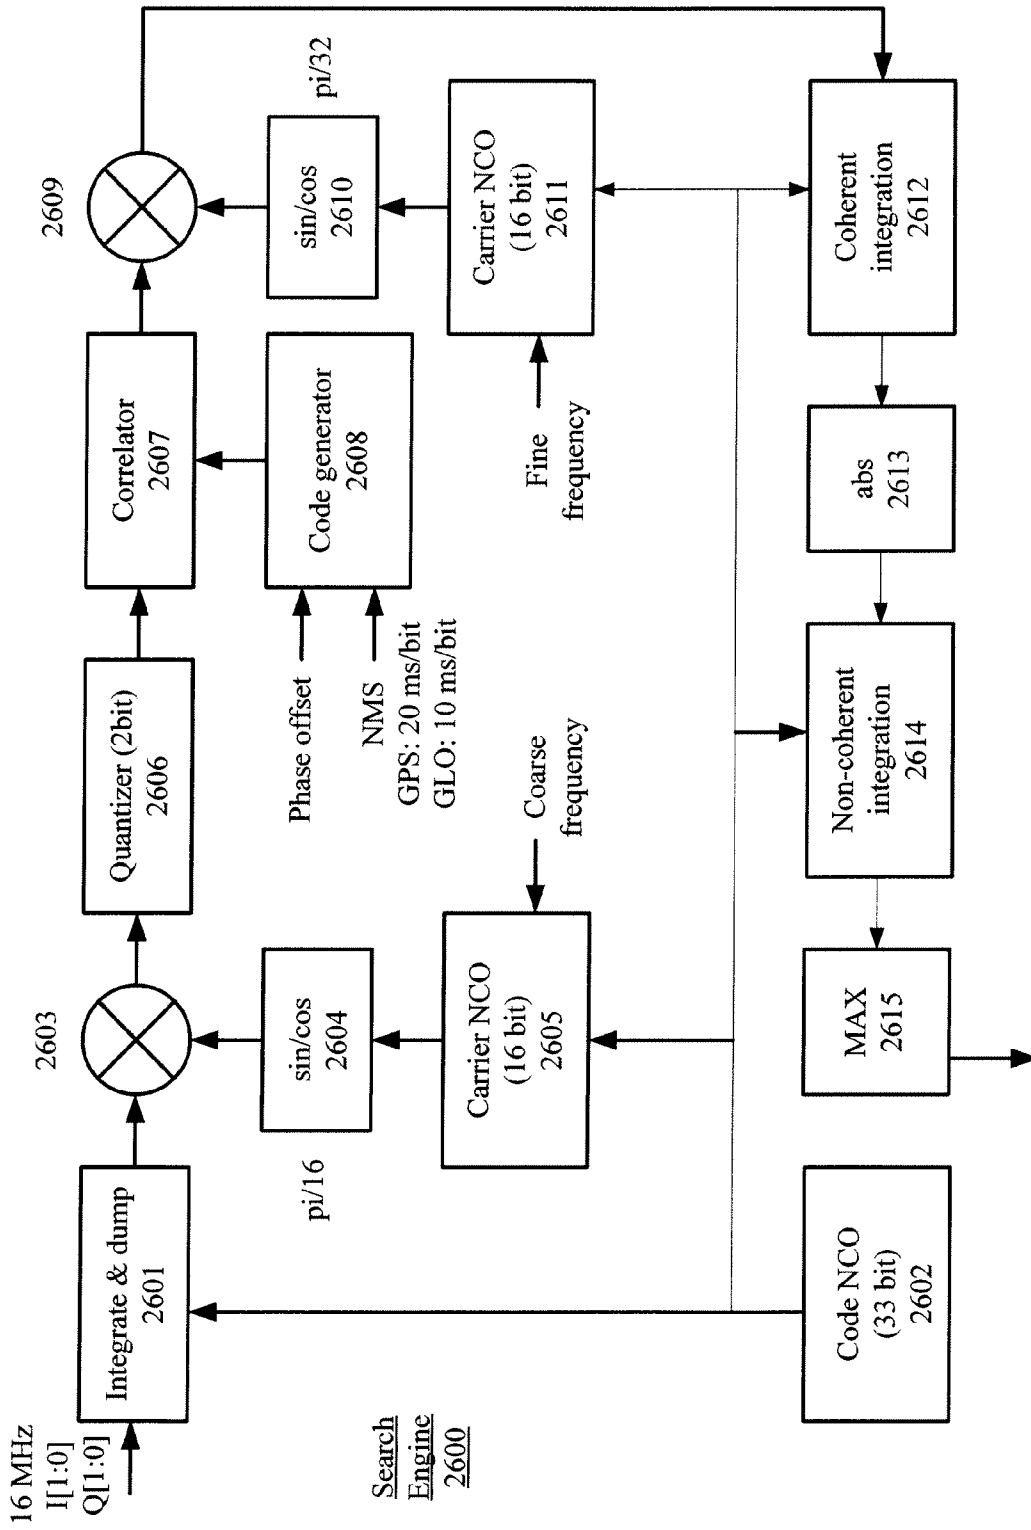 16 MHz
I[1:0]
Q[1:0]
Integrate & dump
2601
2603
Quantizer (2bit)
2606
Correlator
2607
2609
pi/16
sin/cos
2604
Phase offset
NMS
GPS: 20 ms/bit
GLO: 10 ms/bit
Code generator
2608
sin/cos
2610
pi/32
Search
Engine
2600
Carrier NCO
(16 bit)
2605
Coarse
frequency
Fine
frequency
Carrier NCO
(16 bit)
2611
Code NCO
(33 bit)
2602
MAX
2615
Non-coherent
integration
2614
abs
2613
Coherent
integration
2612